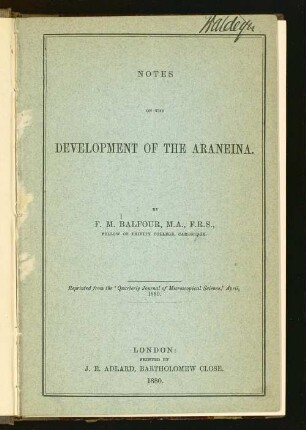 Waldeyer
NOTES
ON THE
DEVELOPMENT OF THE ARANEINA.
BY
F. M. BALFOUR, M.A., F.R.S.,
FELLOW OF TRINITY COLLEGE, CAMBRIDGE.
Reprinted from the 'Quarterly Journal of Microscopical Science,' April,
1880.
LONDON:
PRINTED BY
J. E. ADLARD, BARTHOLOMEW CLOSE.
1880.